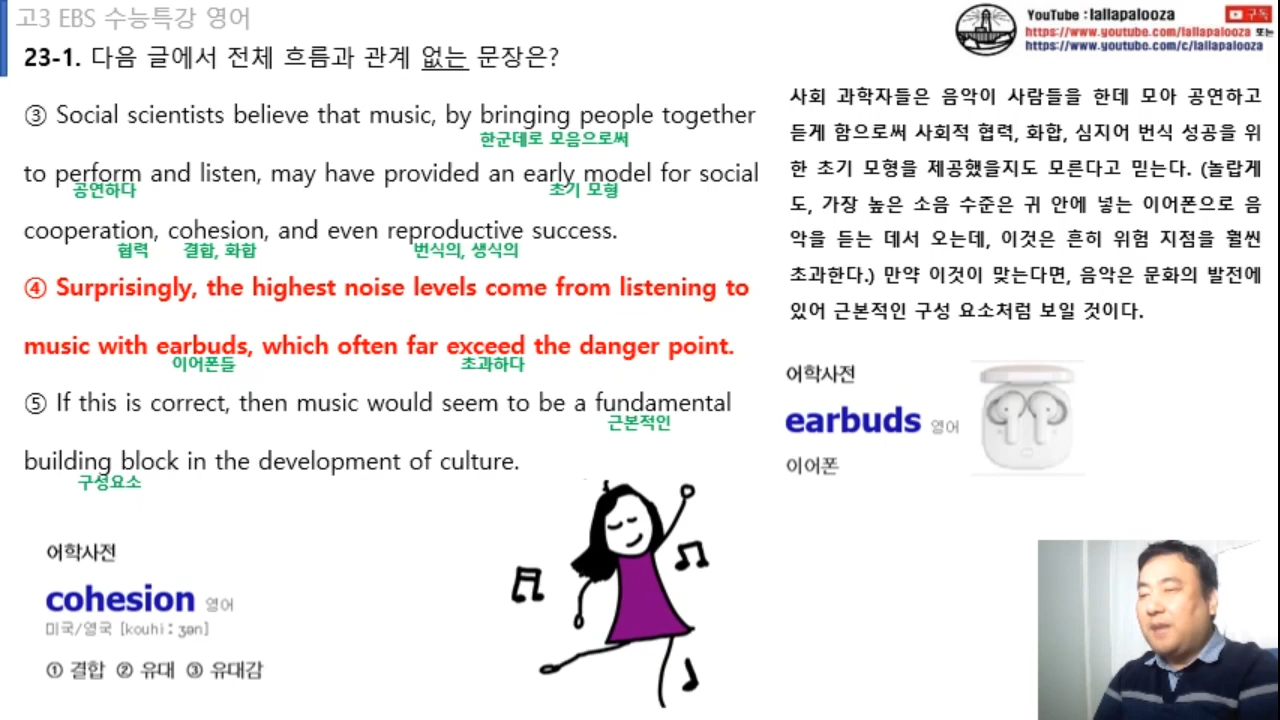 고3 EBS 수능특강 영어
YouTube : lallapalooza
구독
https://www.youtube.com/lallapalooza 또는
https://www.youtube.com/c/lallapalooza
23-1. 다음 글에서 전체 흐름과 관계 없는 문장은?
③ Social scientists believe that music, by bringing people together
한군데로 모음으로써
to perform and listen, may have provided an early model for social
공연하다 초기 모형
cooperation, cohesion, and even reproductive success.
협력 결합, 화합 번식의, 생식의
④ Surprisingly, the highest noise levels come from listening to
music with earbuds, which often far exceed the danger point.
이어폰들 초과하다
⑤ If this is correct, then music would seem to be a fundamental
근본적인
building block in the development of culture.
구성요소
사회 과학자들은 음악이 사람들을 한데 모아 공연하고
듣게 함으로써 사회적 협력, 화합, 심지어 번식 성공을 위
한 초기 모형을 제공했을지도 모른다고 믿는다. (놀랍게
도, 가장 높은 소음 수준은 귀 안에 넣는 이어폰으로 음
악을 듣는 데서 오는데, 이것은 흔히 위험 지점을 훨씬
초과한다.) 만약 이것이 맞는다면, 음악은 문화의 발전에
있어 근본적인 구성 요소처럼 보일 것이다.
어학사전
earbuds 영어
이어폰
어학사전
cohesion 영어
미국/영국 [kouhíːʒən]
① 결합 ② 유대 ③ 유대감